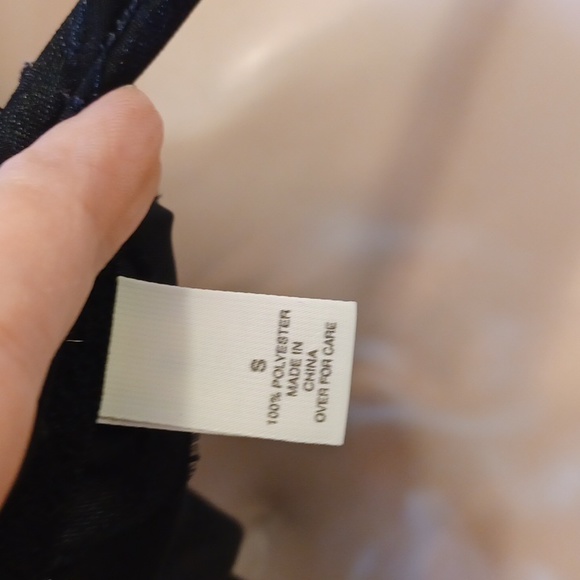 S
100% POLYESTER
MADE IN
CHINA
OVER FOR CARE